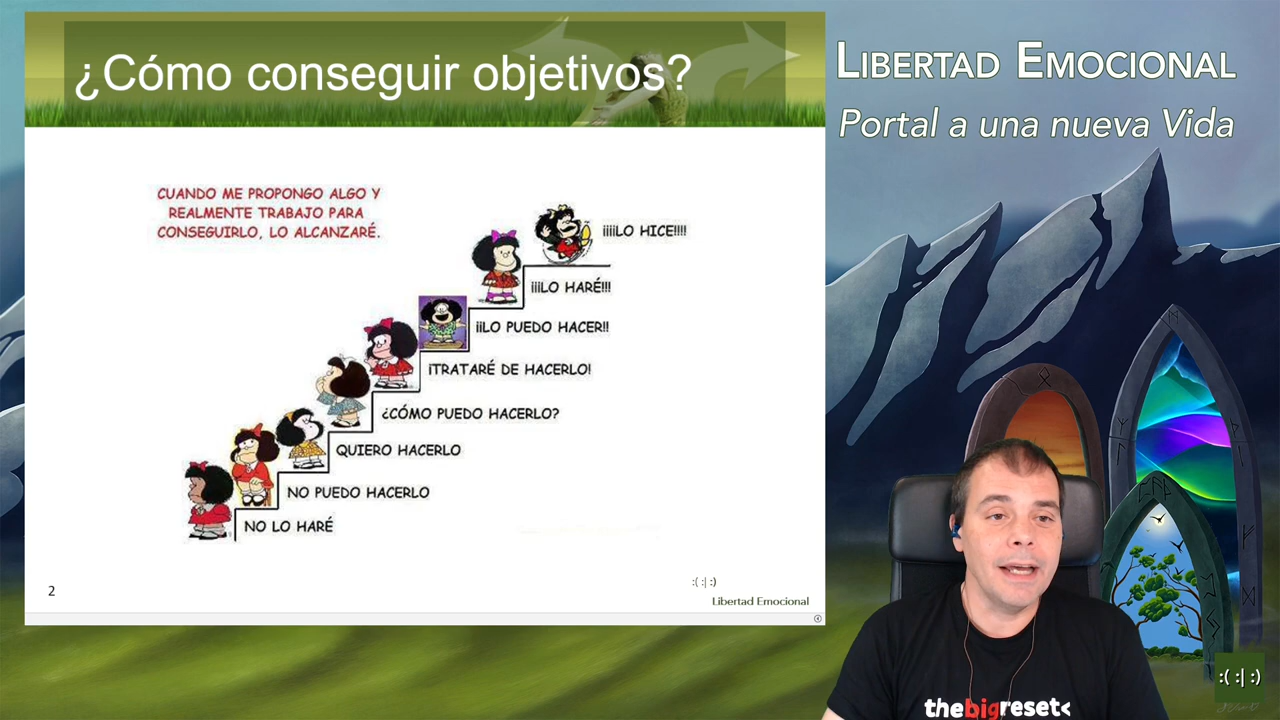 ¿Cómo conseguir objetivos?
LIBERTAD EMOCIONAL
Portal a una nueva Vida
CUANDO ME PROPONGO ALGO Y
REALMENTE TRABAJO PARA
CONSEGUIRLO, LO ALCANZARÉ.
¡¡¡¡LO HICE!!!!
¡¡¡LO HARÉ!!!
¡¡LO PUEDO HACER!!
¡TRATARÉ DE HACERLO!
¿CÓMO PUEDO HACERLO?
QUIERO HACERLO
NO PUEDO HACERLO
NO LO HARÉ
2
:( :| :)
Libertad Emocional
:( :| :)
thebigreset<